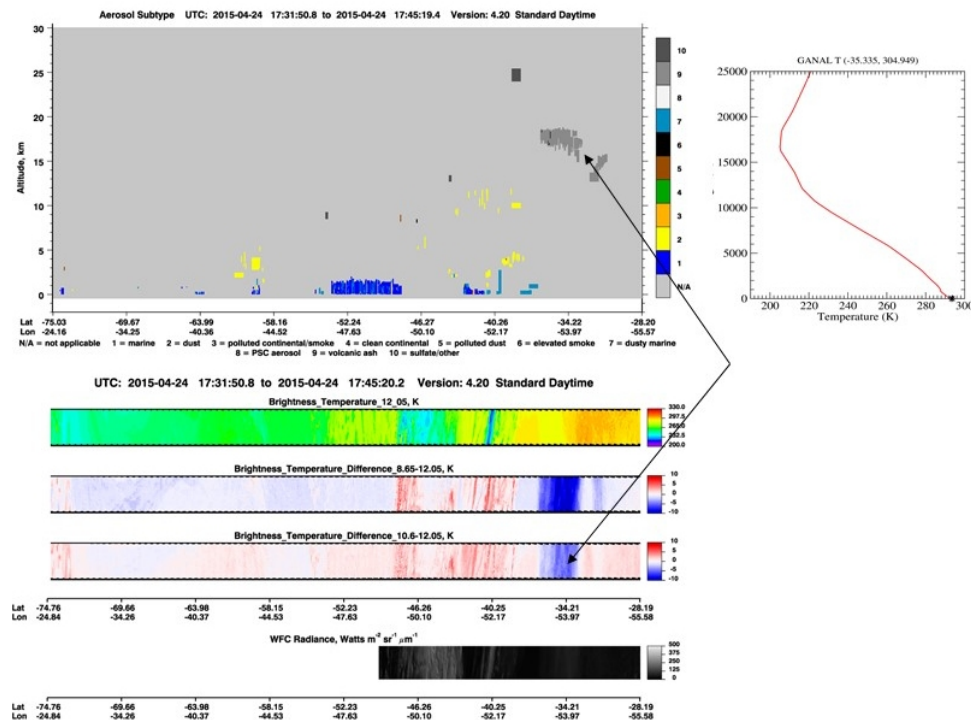 Aerosol Subtype UTC: 2015-04-24 17:31:50.8 to 2015-04-24 17:45:19.4 Version: 4.20 Standard Daytime
30
25
20
15
10
5
0
Altitude, km
10
9
8
7
6
5
4
3
2
1
N/A
Lat -75.03 -69.67 -63.99 -58.16 -52.24 -46.27 -40.26 -34.22 -28.20
Lon -24.16 -34.25 -40.36 -44.52 -47.63 -50.10 -52.17 -53.97 -55.57
N/A = not applicable 1 = marine 2 = dust 3 = polluted continental/smoke 4 = clean continental 5 = polluted dust 6 = elevated smoke 7 = dusty marine
8 = PSC aerosol 9 = volcanic ash 10 = sulfate/other
GANAL T (-35.335, 304.949)
25000
20000
15000
10000
5000
0
200 220 240 260 280 300
Temperature (K)
UTC: 2015-04-24 17:31:50.8 to 2015-04-24 17:45:20.2 Version: 4.20 Standard Daytime
Brightness_Temperature_12_05, K
330.0
297.5
265.0
232.5
200.0
Brightness_Temperature_Difference_8.65-12.05, K
10
5
0
-5
-10
Brightness_Temperature_Difference_10.6-12.05, K
10
5
0
-5
-10
Lat -74.76 -69.66 -63.98 -58.15 -52.23 -46.26 -40.25 -34.21 -28.19
Lon -24.84 -34.26 -40.37 -44.53 -47.63 -50.10 -52.17 -53.97 -55.58
WFC Radiance, Watts m⁻² sr⁻¹ μm⁻¹
500
375
250
125
0
Lat -74.76 -69.66 -63.98 -58.15 -52.23 -46.26 -40.25 -34.21 -28.19
Lon -24.84 -34.26 -40.37 -44.53 -47.63 -50.10 -52.17 -53.97 -55.58